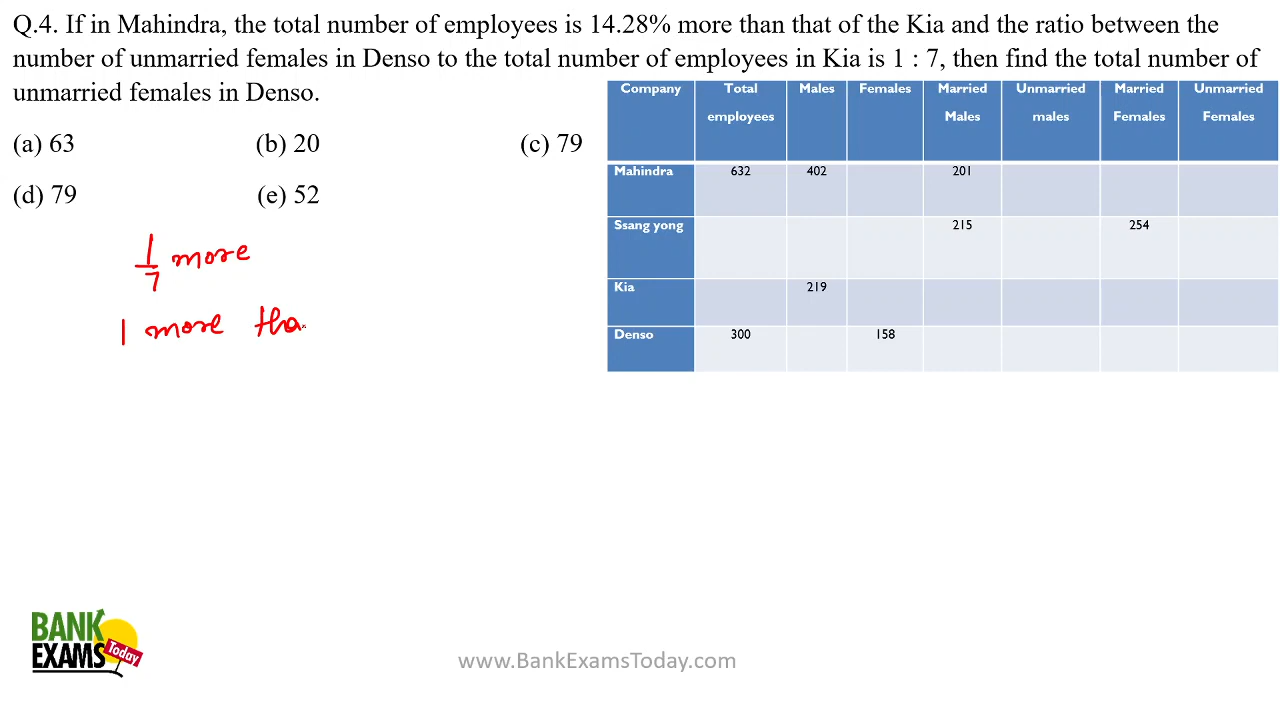 Q.4. If in Mahindra, the total number of employees is 14.28% more than that of the Kia and the ratio between the
number of unmarried females in Denso to the total number of employees in Kia is 1 : 7, then find the total number of
unmarried females in Denso.
(a) 63 (b) 20 (c) 79
(d) 79 (e) 52
1/7 more
1 more tha
Company Total employees Males Females Married Males Unmarried males Married Females Unmarried Females
Mahindra 632 402 201
Ssang yong 215 254
Kia 219
Denso 300 158
BANK
EXAMS Today
www.BankExamsToday.com